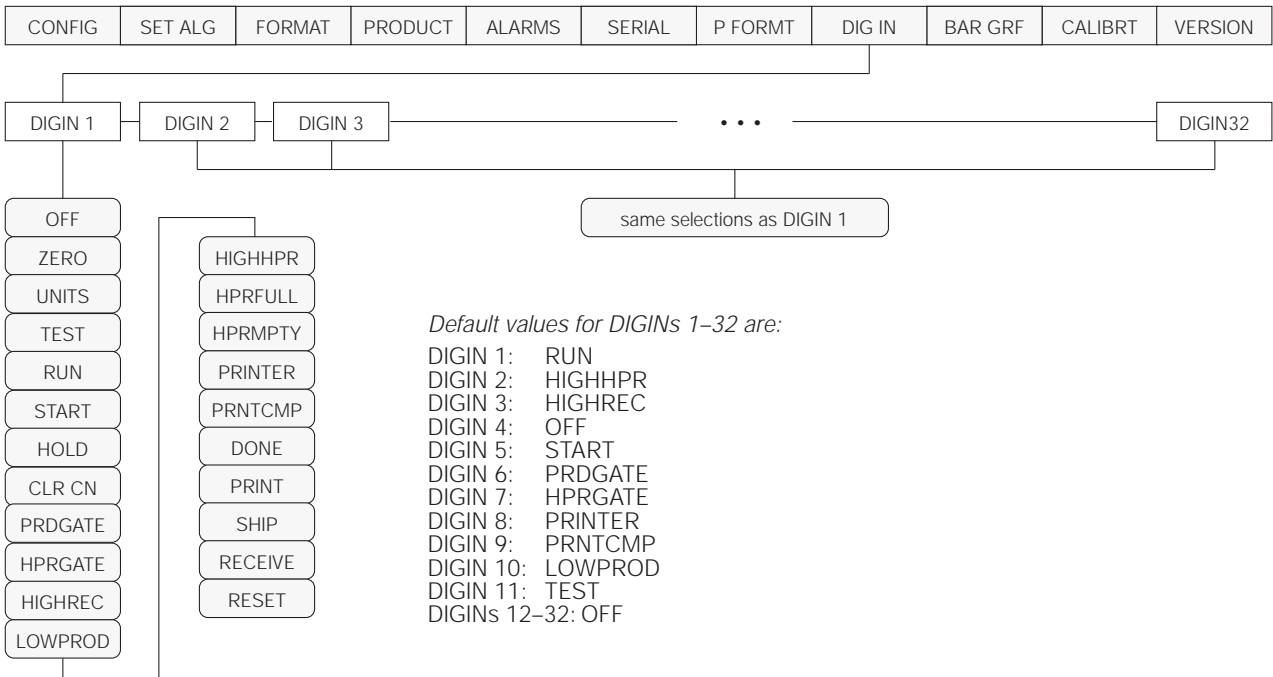 CONFIG SET ALG FORMAT PRODUCT ALARMS SERIAL P FORMT DIG IN BAR GRF CALIBRT VERSION
DIGIN 1 DIGIN 2 DIGIN 3 • • • DIGIN32
same selections as DIGIN 1
OFF
ZERO
UNITS
TEST
RUN
START
HOLD
CLR CN
PRDGATE
HPRGATE
HIGHREC
LOWPROD
HIGHHPR
HPRFULL
HPRMPTY
PRINTER
PRNTCMP
DONE
PRINT
SHIP
RECEIVE
RESET
Default values for DIGINs 1–32 are:
DIGIN 1: RUN
DIGIN 2: HIGHHPR
DIGIN 3: HIGHREC
DIGIN 4: OFF
DIGIN 5: START
DIGIN 6: PRDGATE
DIGIN 7: HPRGATE
DIGIN 8: PRINTER
DIGIN 9: PRNTCMP
DIGIN 10: LOWPROD
DIGIN 11: TEST
DIGINs 12–32: OFF